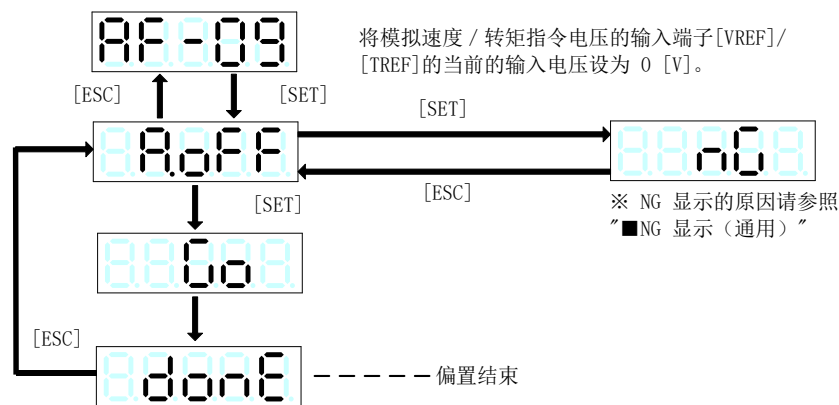 AF-09
将模拟速度 / 转矩指令电压的输入端子[VREF]/
[TREF]的当前的输入电压设为 0 [V]。
[ESC]
[SET]
[SET]
A.oFF
nG
[ESC]
[SET]
※ NG 显示的原因请参照
"■NG 显示（通用）"
Go
[ESC]
donE
偏置结束